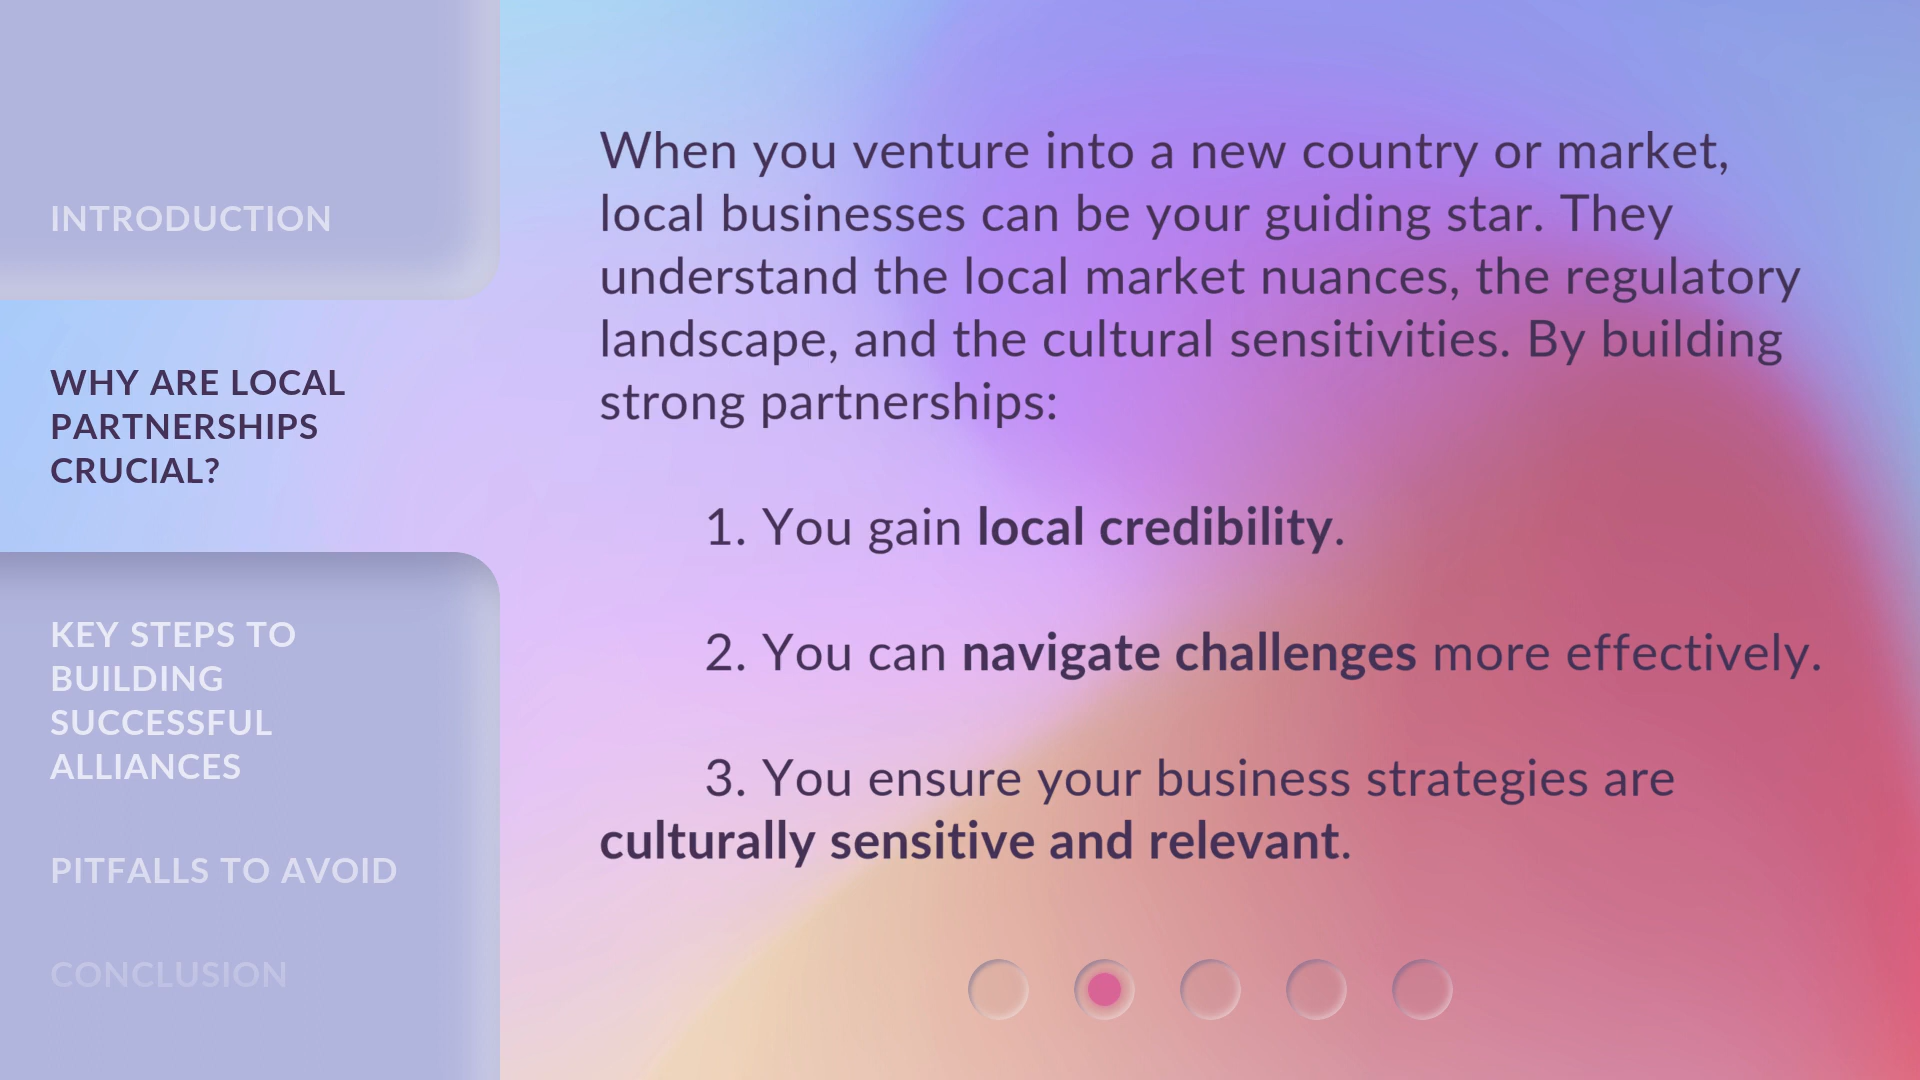 INTRODUCTION
WHY ARE LOCAL
PARTNERSHIPS
CRUCIAL?
KEY STEPS TO
BUILDING
SUCCESSFUL
ALLIANCES
PITFALLS TO AVOID
CONCLUSION
When you venture into a new country or market,
local businesses can be your guiding star. They
understand the local market nuances, the regulatory
landscape, and the cultural sensitivities. By building
strong partnerships:
1. You gain local credibility.
2. You can navigate challenges more effectively.
3. You ensure your business strategies are
culturally sensitive and relevant.